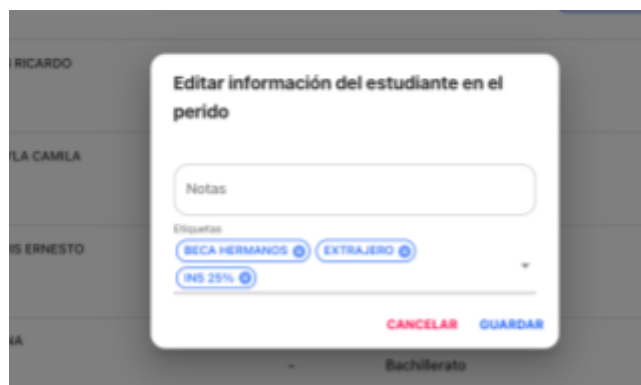 RICARDO
Editar información del estudiante en el
perido
LA CAMILA
Notas
Etiquetas
IS ERNESTO
BECA HERMANOS
EXTRAJERO
INS 25%
CANCELAR GUARDAR
NA
- Bachillerato